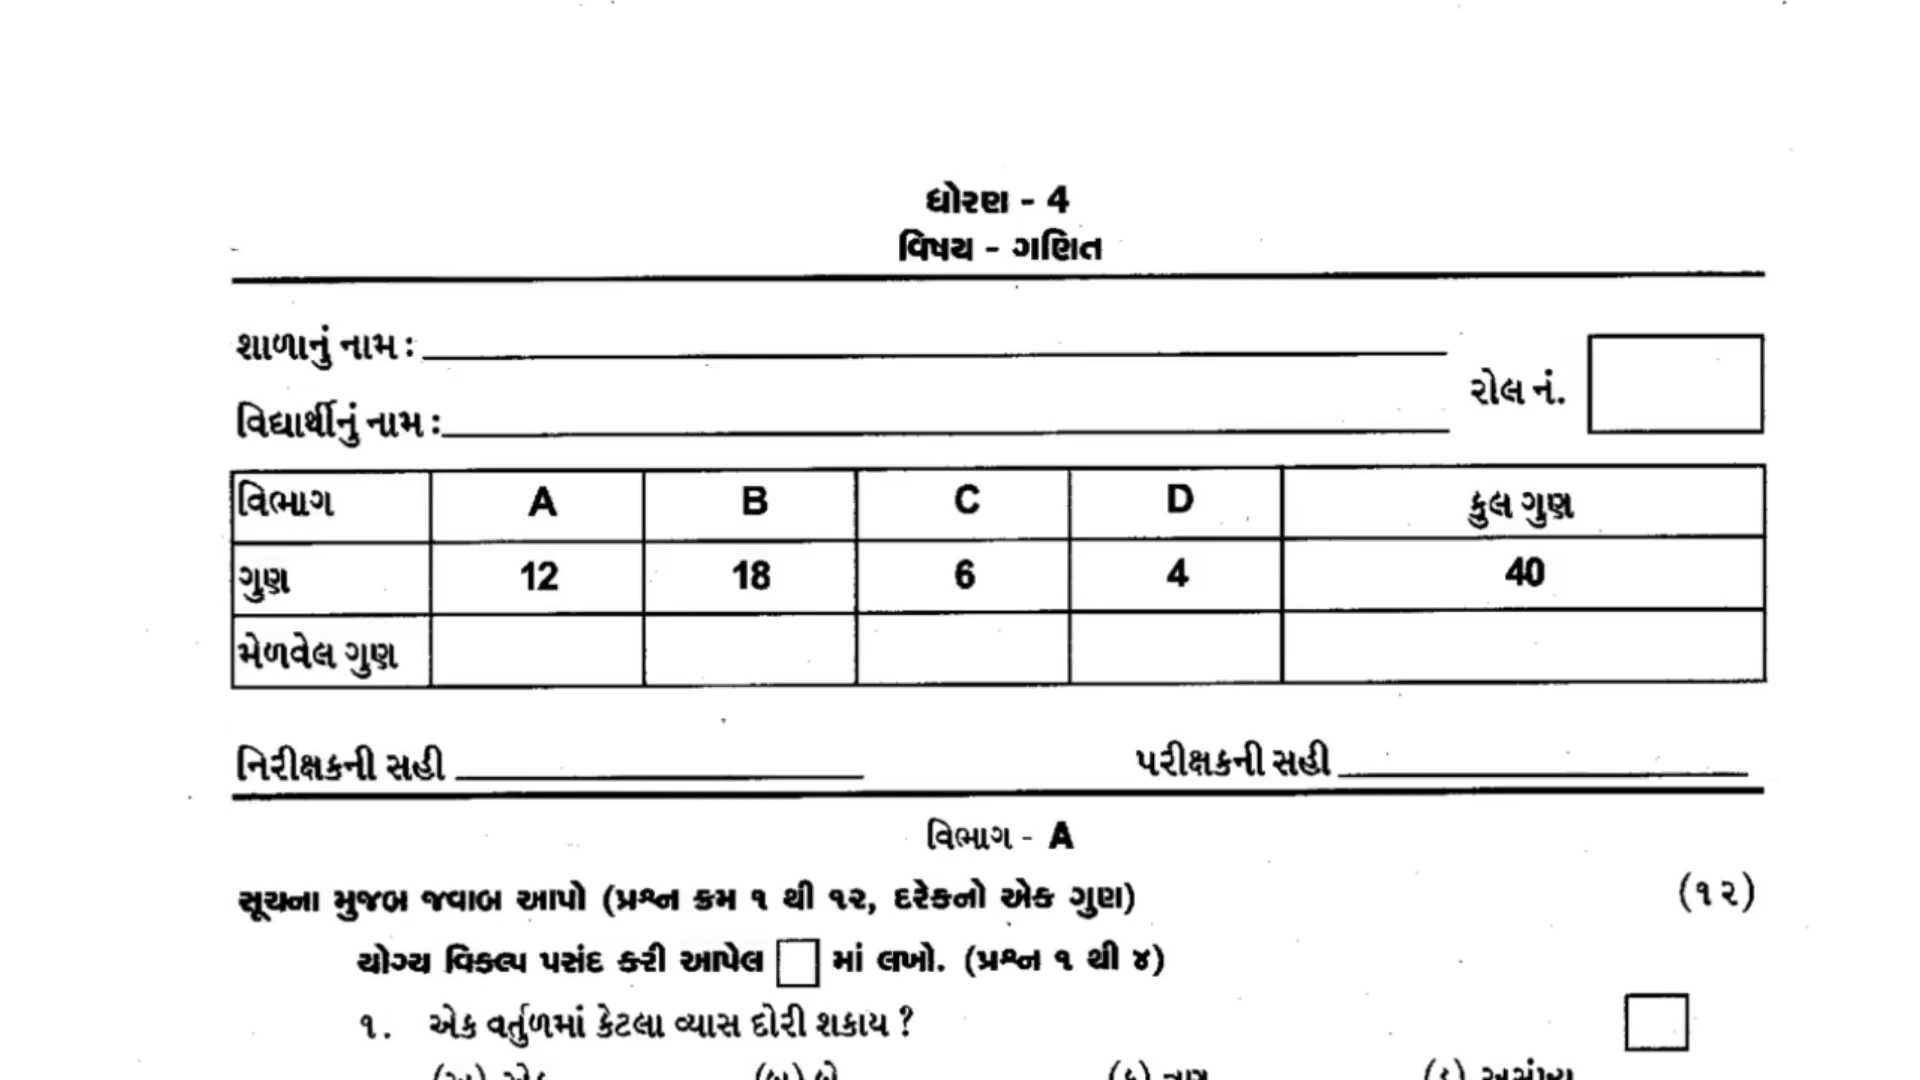 ધોરણ - 4
વિષય - ગણિત
શાળાનું નામ :
રોલ નં.
વિદ્યાર્થીનું નામ :
વિભાગ A B C D કુલ ગુણ
ગુણ 12 18 6 4 40
મેળવેલ ગુણ
નિરીક્ષકની સહી પરીક્ષકની સહી
વિભાગ - A
સૂચના મુજબ જવાબ આપો (પ્રશ્ન ક્રમ ૧ થી ૧૨, દરેકનો એક ગુણ) (૧૨)
યોગ્ય વિકલ્પ પસંદ કરી આપેલ માં લખો. (પ્રશ્ન ૧ થી ૪)
૧. એક વર્તુળમાં કેટલા વ્યાસ દોરી શકાય ?